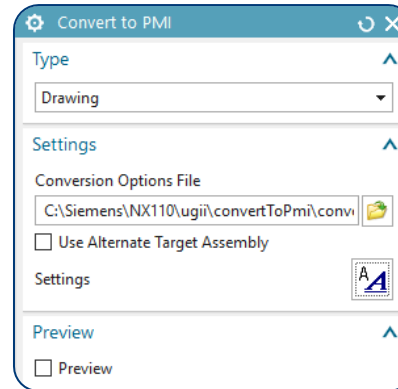 Convert to PMI
Type
Drawing
Settings
Conversion Options File
C:\Siemens\NX110\ugii\convertToPmi\conv
Use Alternate Target Assembly
Settings
A A
Preview
Preview